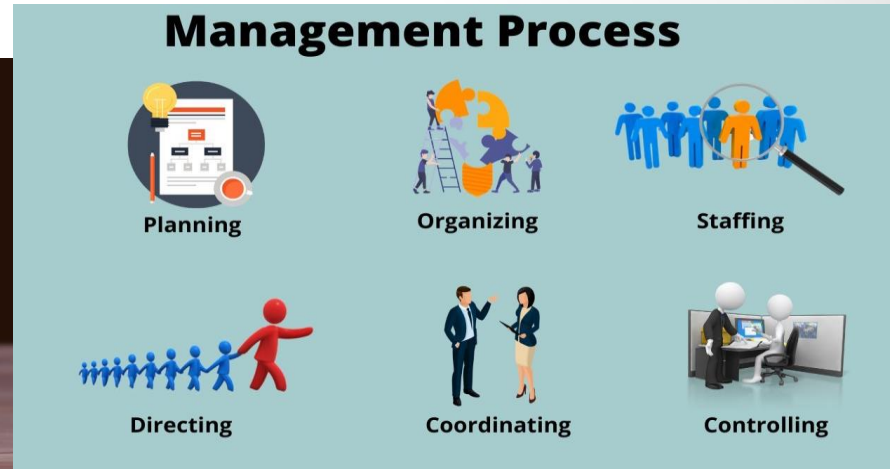 Management Process
Planning
Organizing
Staffing
Directing
Coordinating
Controlling